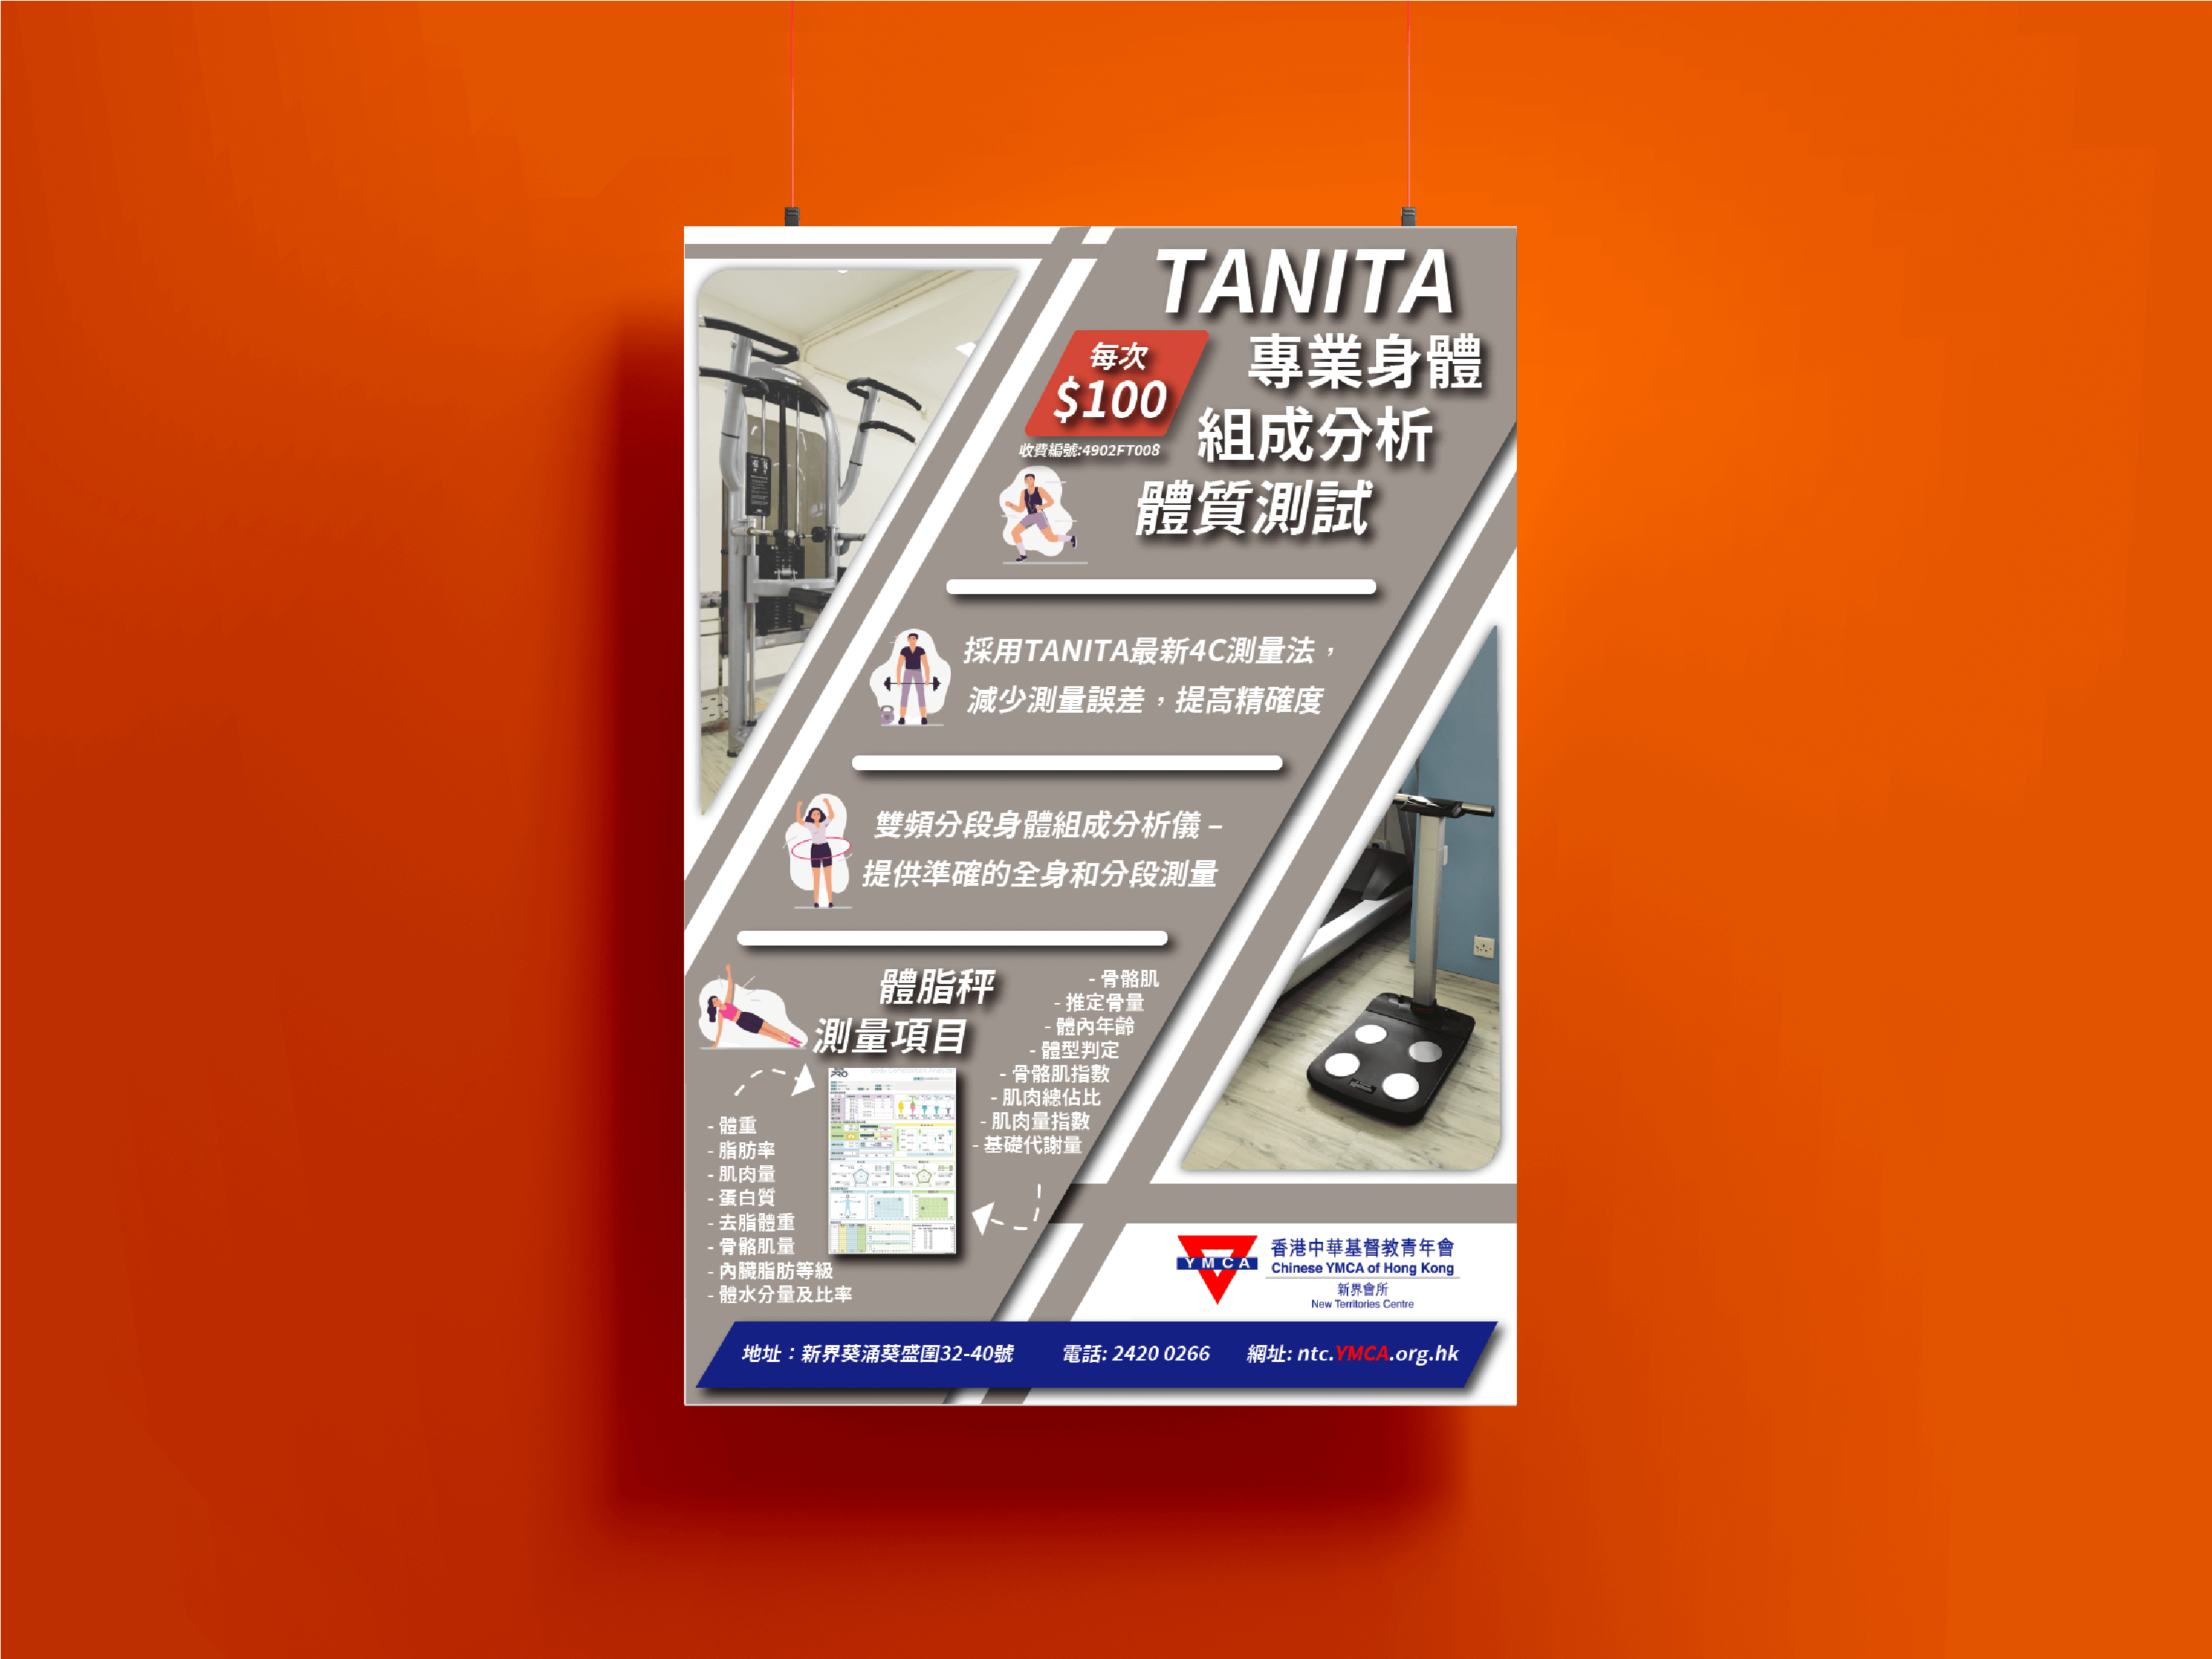 TANITA
專業身體
組成分析
體質測試
每次
$100
收費編號:4902FT008
採用TANITA最新4C測量法，
減少測量誤差，提高精確度
雙頻分段身體組成分析儀 –
提供準確的全身和分段測量
體脂秤
測量項目
- 體重
- 脂肪率
- 肌肉量
- 蛋白質
- 去脂體重
- 骨骼肌量
- 內臟脂肪等級
- 體水分量及比率
- 骨骼肌
- 推定骨量
- 體內年齡
- 體型判定
- 骨骼肌指數
- 肌肉總佔比
- 肌肉量指數
- 基礎代謝量
PRO
YMCA
香港中華基督教青年會
Chinese YMCA of Hong Kong
新界會所
New Territories Centre
地址：新界葵涌葵盛圍32-40號 電話: 2420 0266 網址: ntc.YMCA.org.hk